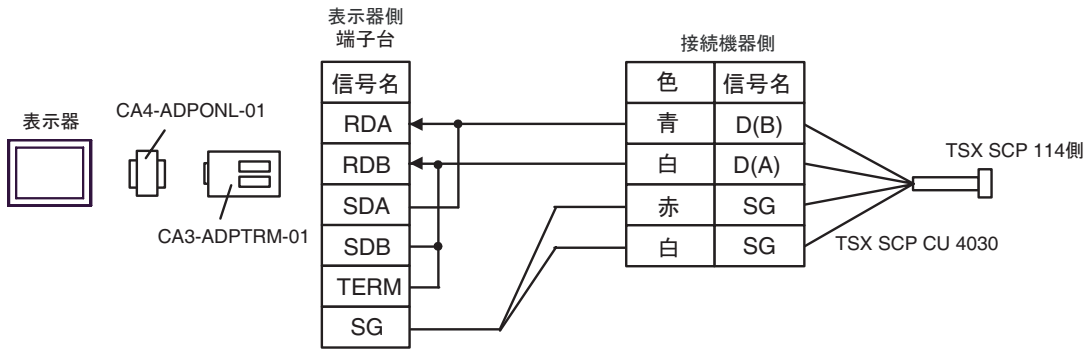 表示器
CA4-ADPONL-01
CA3-ADPTRM-01
表示器側
端子台
信号名
RDA
RDB
SDA
SDB
TERM
SG
接続機器側
色 信号名
青 D(B)
白 D(A)
赤 SG
白 SG
TSX SCP 114側
TSX SCP CU 4030